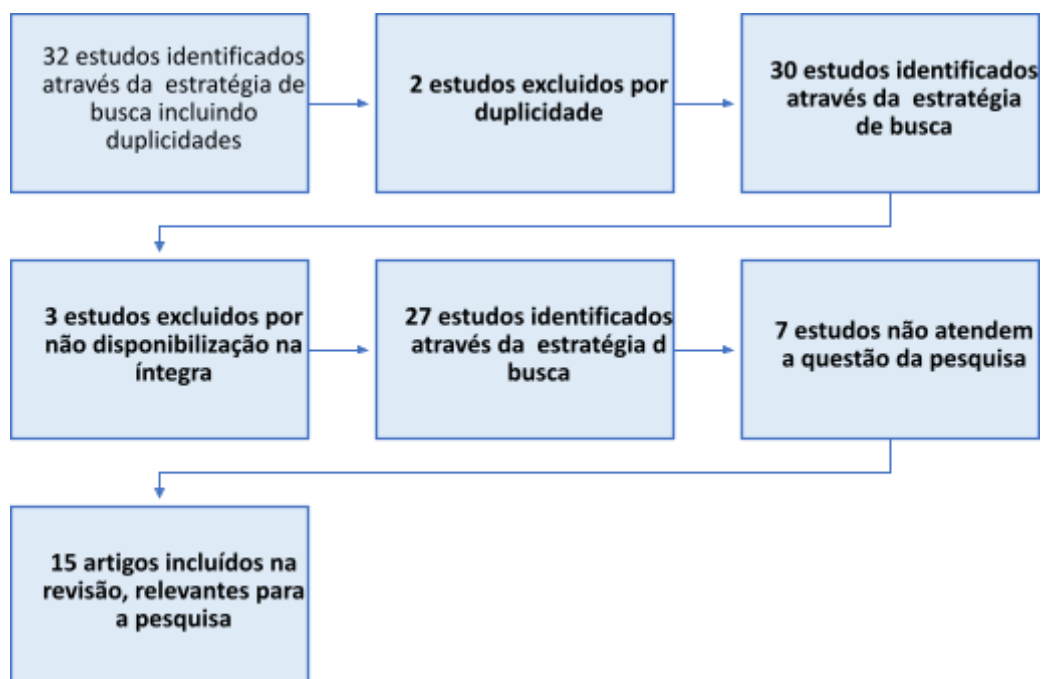 32 estudos identificados
através da estratégia de
busca incluindo
duplicidades
2 estudos excluidos por
duplicidade
30 estudos identificados
através da estratégia
de busca
3 estudos excluidos por
não disponibilização na
íntegra
27 estudos identificados
através da estratégia d
busca
7 estudos não atendem
a questão da pesquisa
15 artigos incluídos na
revisão, relevantes para
a pesquisa